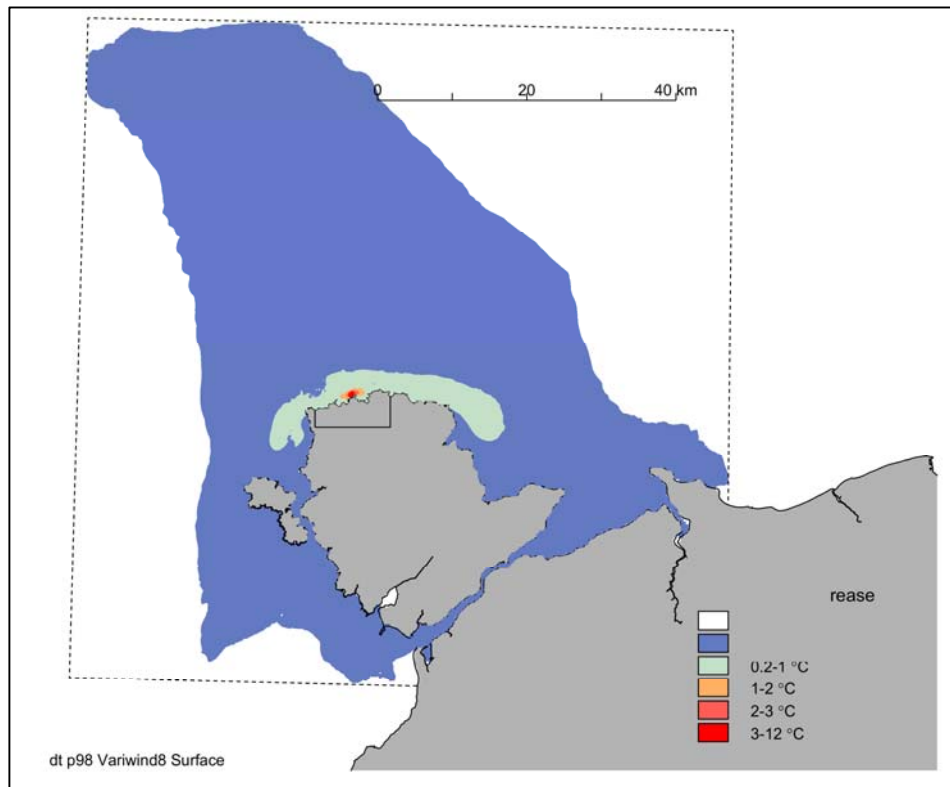 0 20 40 km
rease
0.2-1 °C
1-2 °C
2-3 °C
3-12 °C
dt p98 Variwind8 Surface